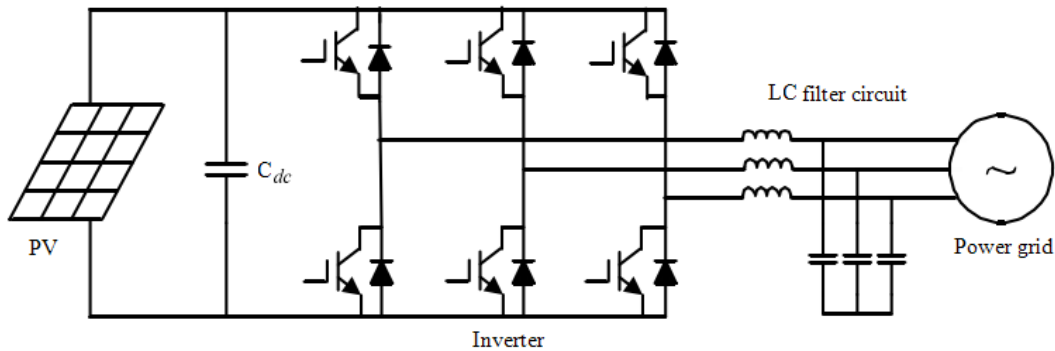 LC filter circuit
C_dc
~
PV
Power grid
Inverter